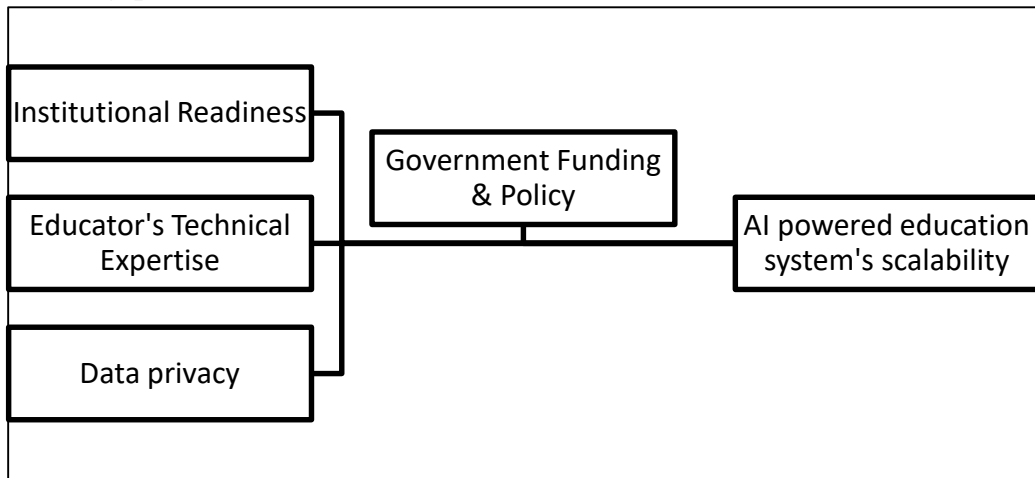 Institutional Readiness
Educator's Technical
Expertise
Data privacy
Government Funding
& Policy
AI powered education
system's scalability